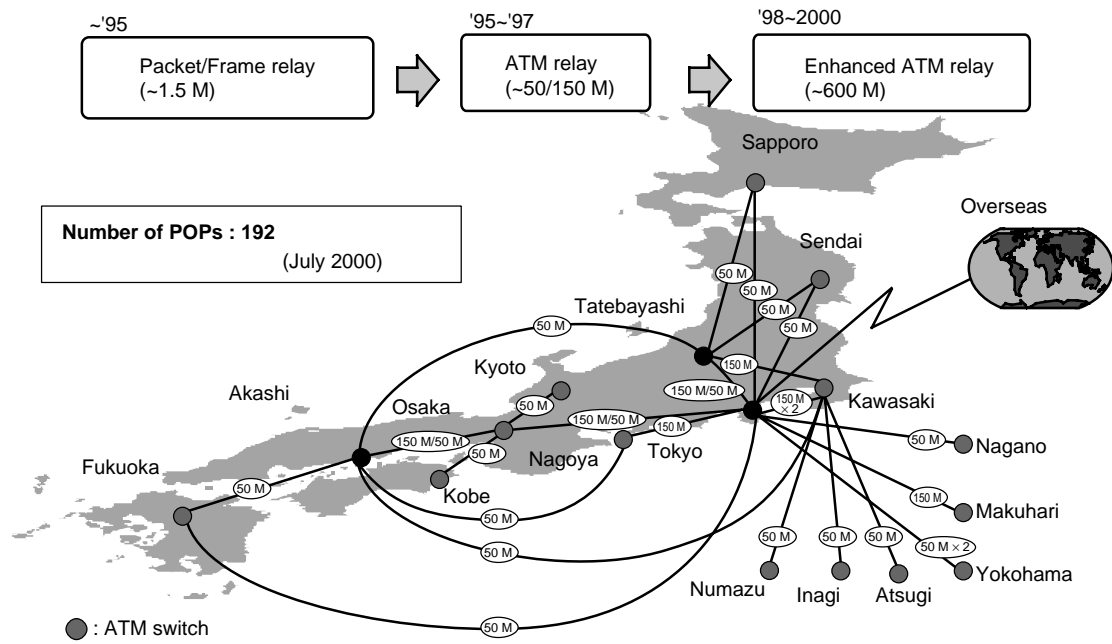 ~'95
'95~'97
'98~2000
Packet/Frame relay
(~1.5 M)
ATM relay
(~50/150 M)
Enhanced ATM relay
(~600 M)
Sapporo
Number of POPs : 192
(July 2000)
Overseas
Sendai
50 M
50 M
50 M
50 M
Tatebayashi
50 M
Kyoto
150 M
150 M/50 M
Akashi
Osaka
50 M
150 M/50 M
150 M
150 M
× 2
Kawasaki
150 M/50 M
50 M
Nagoya
Tokyo
50 M
Nagano
Fukuoka
50 M
Kobe
150 M
Makuhari
50 M
50 M
50 M
50 M
50 M
50 M × 2
Numazu
Inagi
Atsugi
Yokohama
50 M
: ATM switch